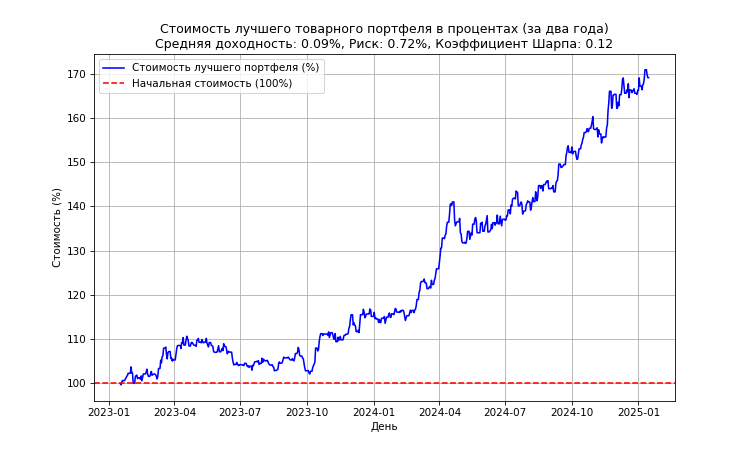 Стоимость лучшего товарного портфеля в процентах (за два года)
Средняя доходность: 0.09%, Риск: 0.72%, Коэффициент Шарпа: 0.12
Стоимость лучшего портфеля (%)
Начальная стоимость (100%)
Стоимость (%)
170
160
150
140
130
120
110
100
2023-01 2023-04 2023-07 2023-10 2024-01 2024-04 2024-07 2024-10 2025-01
День